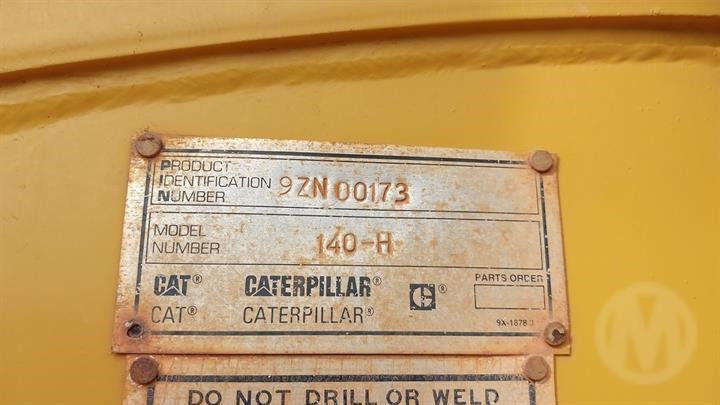 PRODUCT
IDENTIFICATION 9ZN00173
NUMBER
MODEL
NUMBER 140-H
PARTS ORDER
CAT® CATERPILLAR® C®
CAT® CATERPILLAR®
9X-1878
DO NOT DRILL OR WELD
M